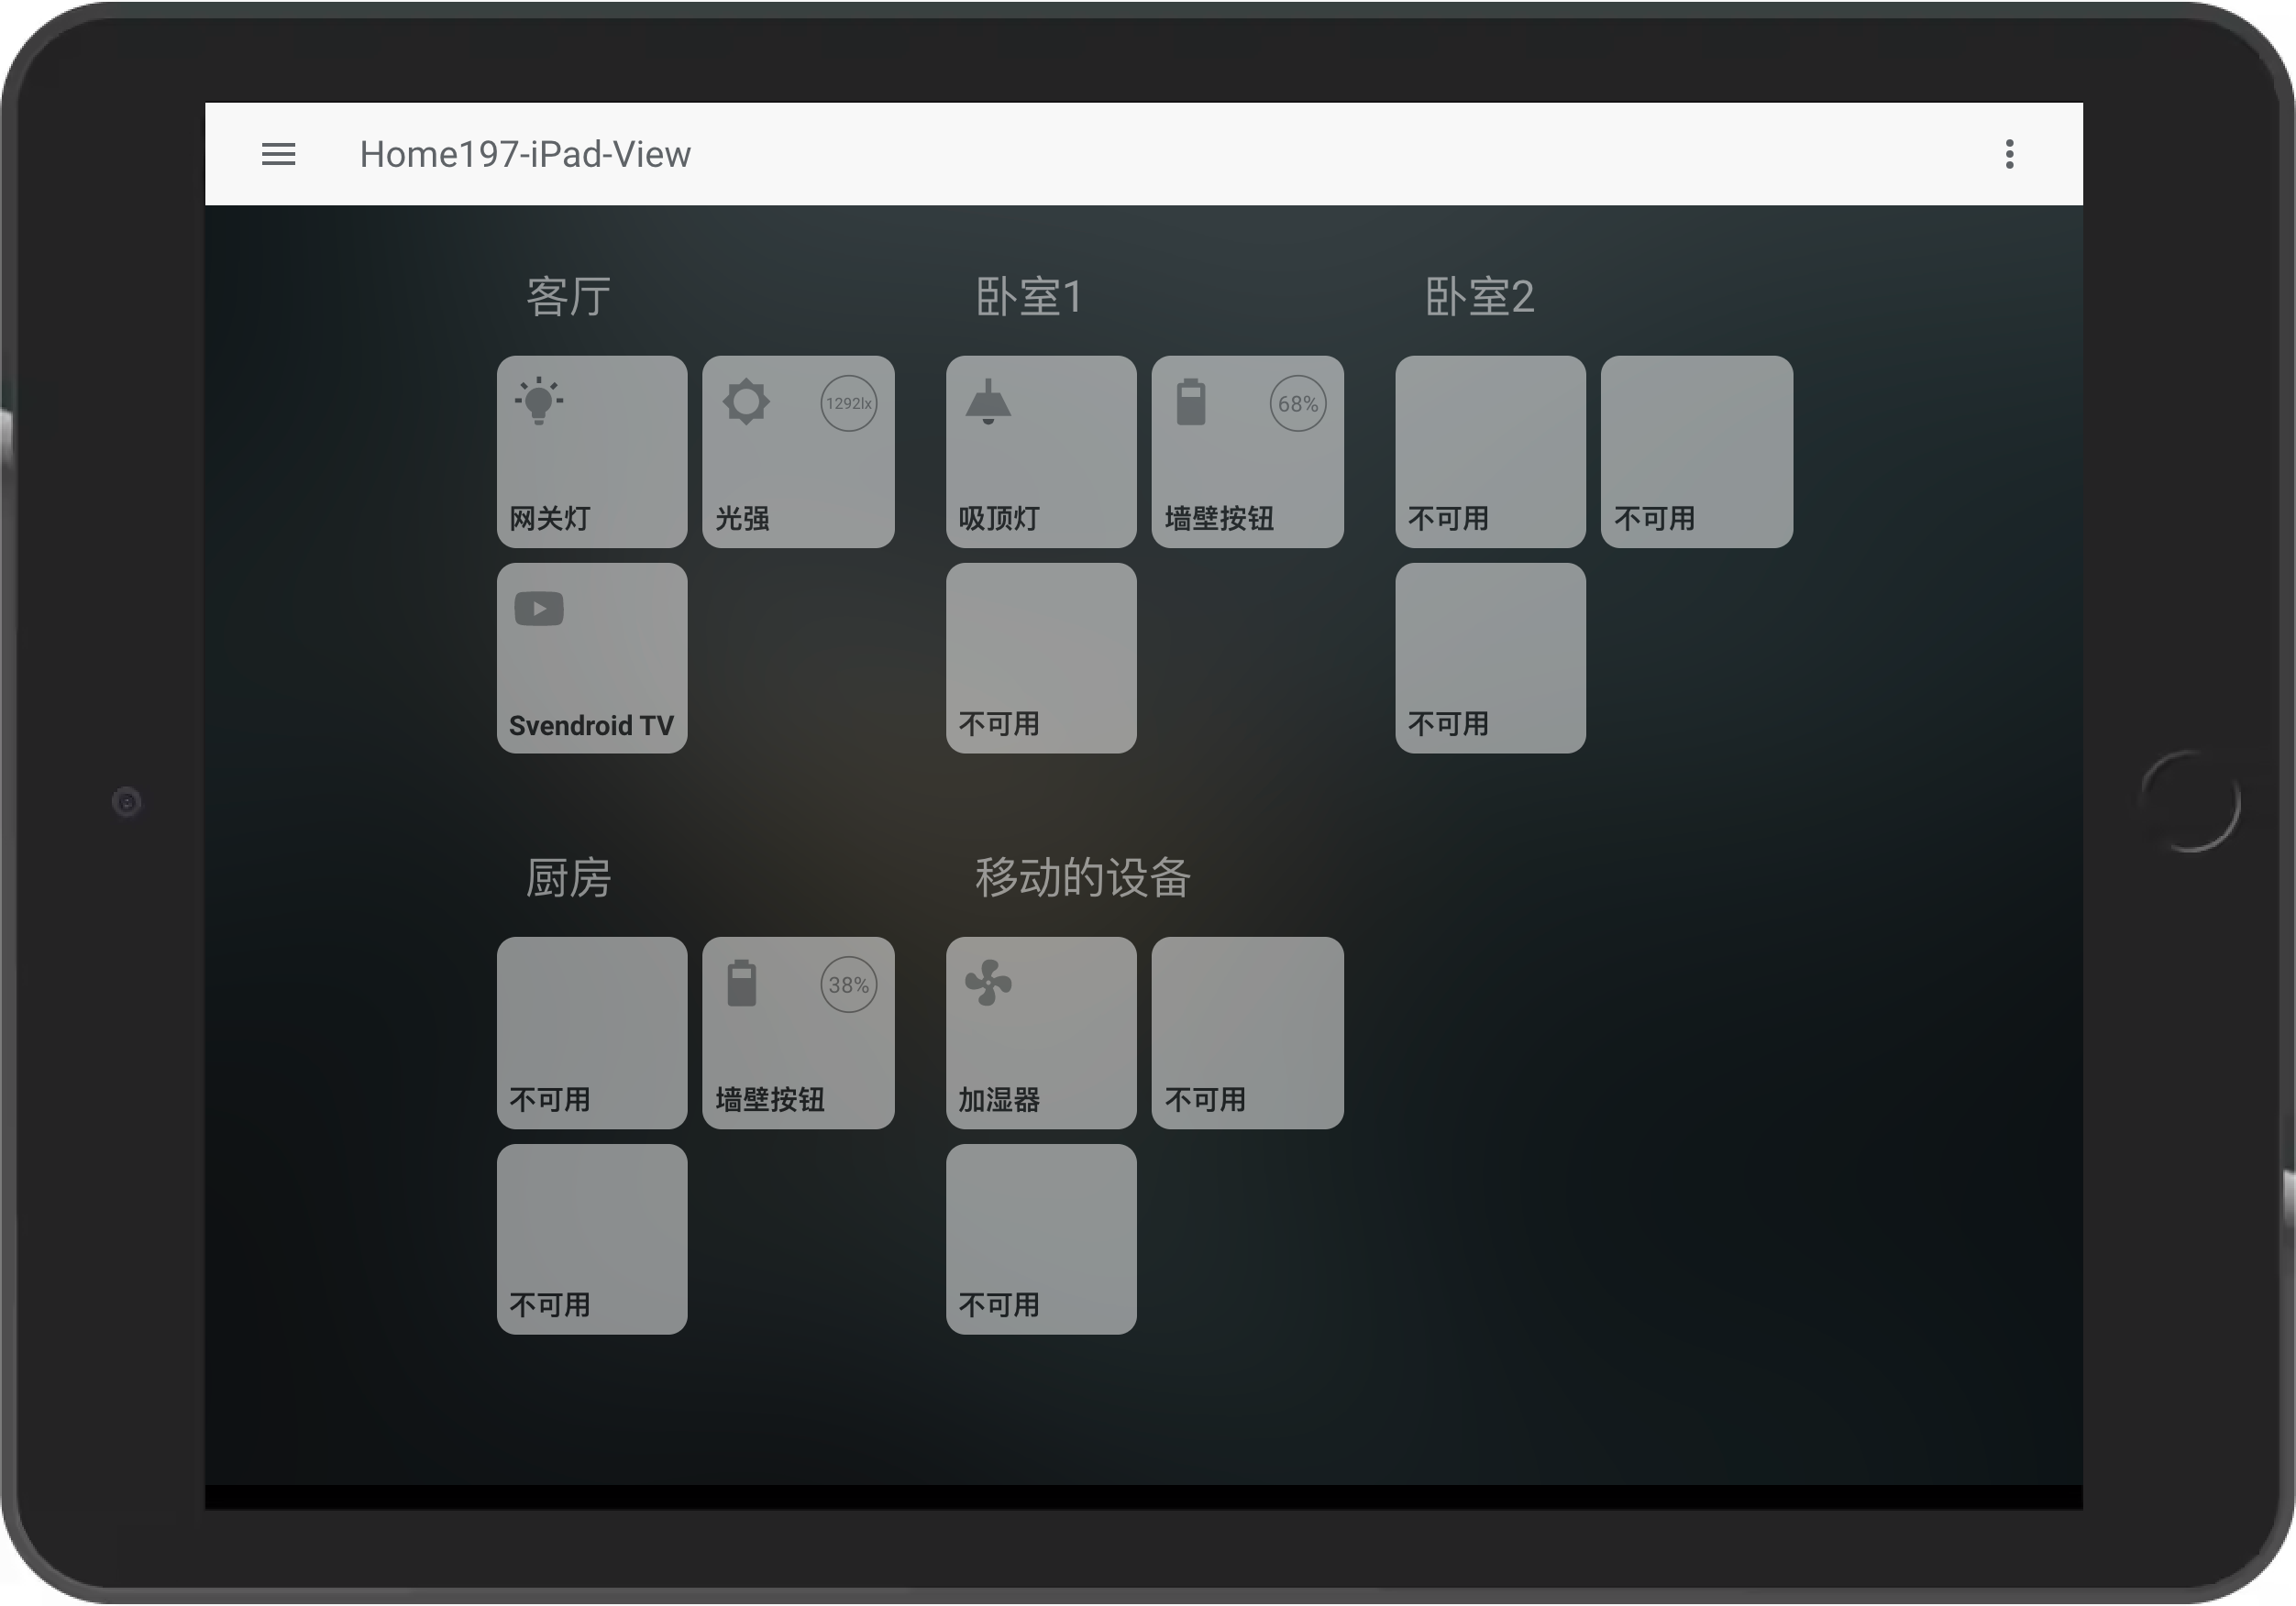 Home197-iPad-View
客厅
卧室1
卧室2
1292lx
68%
网关灯
光强
吸顶灯
墙壁按钮
不可用
不可用
Svendroid TV
不可用
不可用
厨房
移动的设备
38%
不可用
墙壁按钮
加湿器
不可用
不可用
不可用